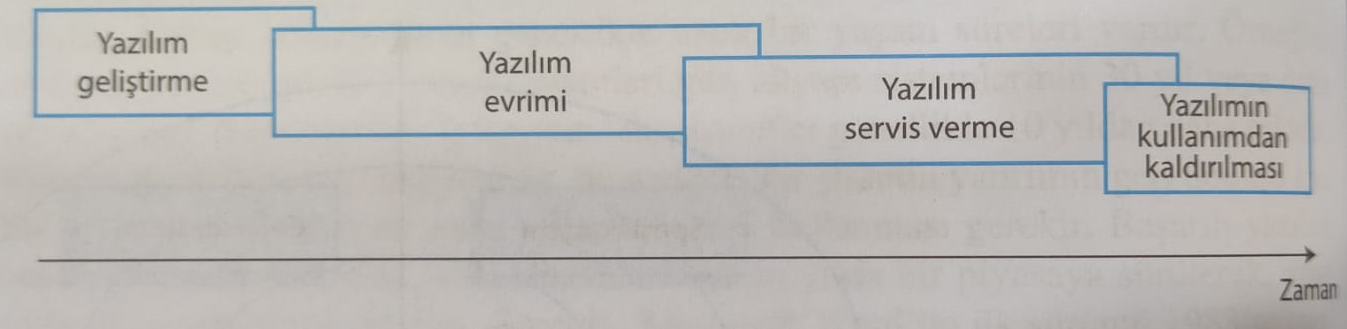 Yazılım
geliştirme
Yazılım
evrimi
Yazılım
servis verme
Yazılımın
kullanımdan
kaldırılması
Zaman